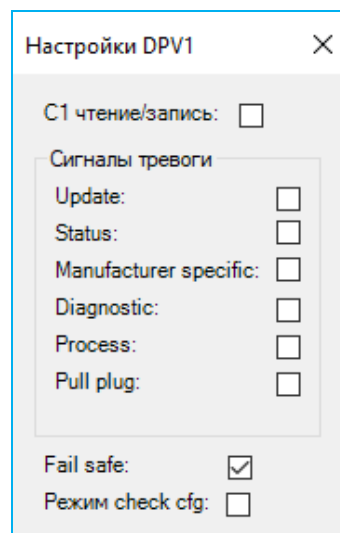 Настройки DPV1
C1 чтение/запись:
Сигналы тревоги
Update:
Status:
Manufacturer specific:
Diagnostic:
Process:
Pull plug:
Fail safe:
Режим check cfg: